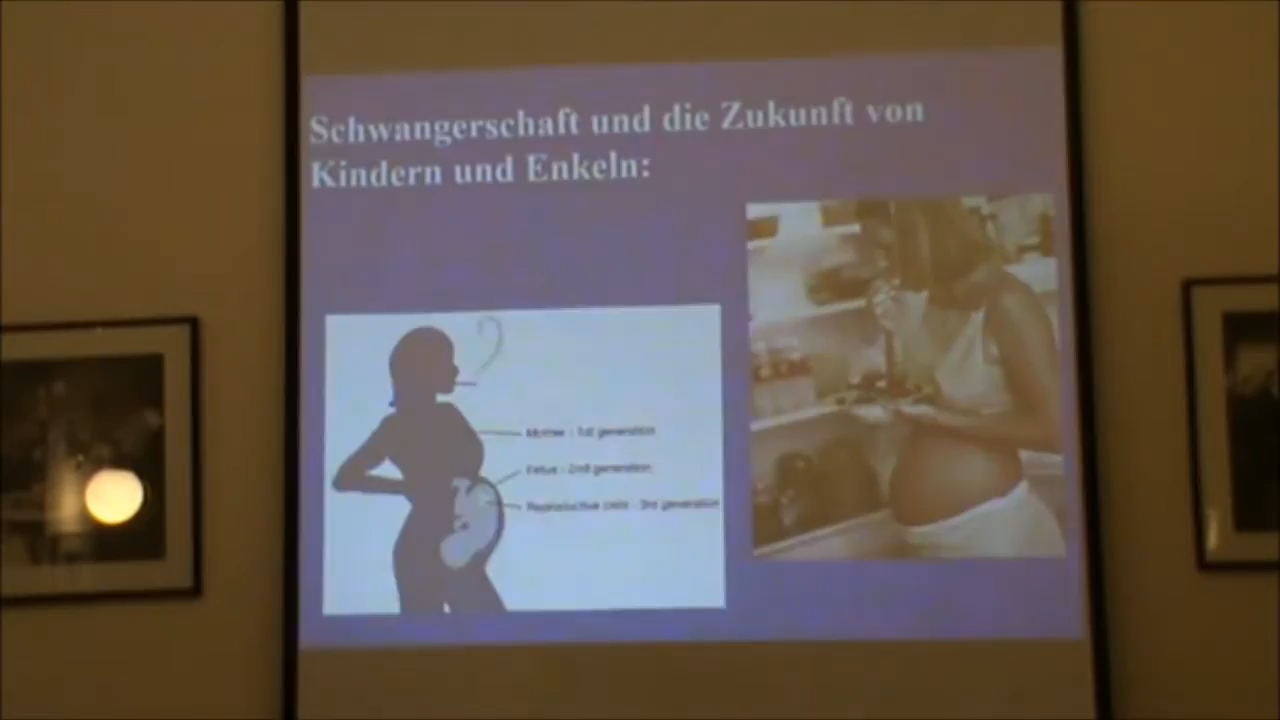 Schwangerschaft und die Zukunft von
Kindern und Enkeln:
Mother - 1st generation
Fetus - 2nd generation
Reproductive cells - 3rd generation